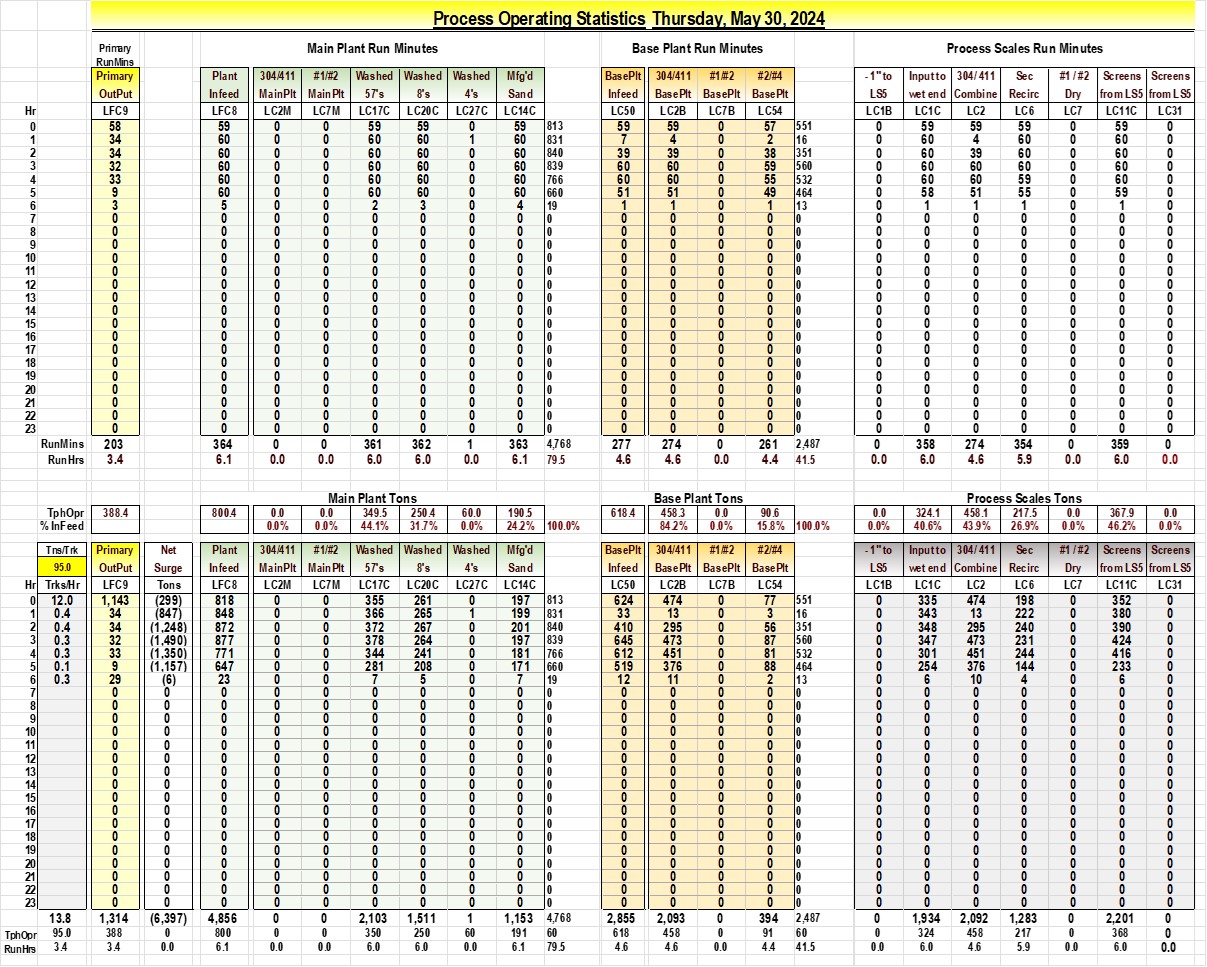 Process Operating Statistics Thursday, May 30, 2024
Primary Main Plant Run Minutes Base Plant Run Minutes Process Scales Run Minutes
RunMins
Primary Plant 304/411 #1/#2 Washed Washed Washed Mfg'd BasePlt 304/411 #1/#2 #2/#4 - 1" to Input to 304/ 411 Sec #1 / #2 Screens Screens
OutPut Infeed MainPlt Main Plt 57's 8's 4's Sand Infeed BasePlt BasePlt BasePlt LS5 wet end Combine Recirc Dry from LS5 from LS5
Hr LFC9 LFC8 LC2M LC7M LC17C LC20C LC27C LC14C LC50 LC2B LC7B LC54 LC1B LC1C LC2 LC6 LC7 LC11C LC31
0 58 59 0 0 59 59 0 59 813 59 59 0 57 551 0 59 59 59 0 59 0
1 34 60 0 0 60 60 1 60 831 7 4 0 2 16 0 60 4 60 0 60 0
2 34 60 0 0 60 60 0 60 840 39 39 0 38 351 0 60 39 60 0 60 0
3 32 60 0 0 60 60 0 60 839 60 60 0 59 560 0 60 60 60 0 60 0
4 33 60 0 0 60 60 0 60 766 60 60 0 55 532 0 60 60 59 0 60 0
5 9 60 0 0 60 60 0 60 660 51 51 0 49 464 0 58 51 55 0 59 0
6 3 5 0 0 2 3 0 4 19 1 1 0 1 13 0 1 1 1 0 1 0
7 0 0 0 0 0 0 0 0 0 0 0 0 0 0 0 0 0 0 0 0 0
8 0 0 0 0 0 0 0 0 0 0 0 0 0 0 0 0 0 0 0 0 0
9 0 0 0 0 0 0 0 0 0 0 0 0 0 0 0 0 0 0 0 0 0
10 0 0 0 0 0 0 0 0 0 0 0 0 0 0 0 0 0 0 0 0 0
11 0 0 0 0 0 0 0 0 0 0 0 0 0 0 0 0 0 0 0 0 0
12 0 0 0 0 0 0 0 0 0 0 0 0 0 0 0 0 0 0 0 0 0
13 0 0 0 0 0 0 0 0 0 0 0 0 0 0 0 0 0 0 0 0 0
14 0 0 0 0 0 0 0 0 0 0 0 0 0 0 0 0 0 0 0 0 0
15 0 0 0 0 0 0 0 0 0 0 0 0 0 0 0 0 0 0 0 0 0
16 0 0 0 0 0 0 0 0 0 0 0 0 0 0 0 0 0 0 0 0 0
17 0 0 0 0 0 0 0 0 0 0 0 0 0 0 0 0 0 0 0 0 0
18 0 0 0 0 0 0 0 0 0 0 0 0 0 0 0 0 0 0 0 0 0
19 0 0 0 0 0 0 0 0 0 0 0 0 0 0 0 0 0 0 0 0 0
20 0 0 0 0 0 0 0 0 0 0 0 0 0 0 0 0 0 0 0 0 0
21 0 0 0 0 0 0 0 0 0 0 0 0 0 0 0 0 0 0 0 0 0
22 0 0 0 0 0 0 0 0 0 0 0 0 0 0 0 0 0 0 0 0 0
23 0 0 0 0 0 0 0 0 0 0 0 0 0 0 0 0 0 0 0 0 0
RunMins 203 364 0 0 361 362 1 363 4,768 277 274 0 261 2,487 0 358 274 354 0 359 0
Run Hrs 3.4 6.1 0.0 0.0 6.0 6.0 0.0 6.1 79.5 4.6 4.6 0.0 4.4 41.5 0.0 6.0 4.6 5.9 0.0 6.0 0.0
Main Plant Tons Base Plant Tons Process Scales Tons
TphOpr 388.4 800.4 0.0 0.0 349.5 250.4 60.0 190.5 618.4 458.3 0.0 90.6 0.0 324.1 458.1 217.5 0.0 367.9 0.0
% InFeed 0.0% 0.0% 44.1% 31.7% 0.0% 24.2% 100.0% 84.2% 0.0% 15.8% 100.0% 0.0% 40.6% 43.9% 26.9% 0.0% 46.2% 0.0%
Tns/Trk Primary Net Plant 304/411 #1/#2 Washed Washed Washed Mfg'd BasePlt 304/411 #1/#2 #2/#4 - 1" to Input to 304/ 411 Sec #1 / #2 Screens Screens
95.0 OutPut Surge Infeed MainPlt Main Plt 57's 8's 4's Sand Infeed BasePlt BasePlt BasePlt LS5 wet end Combine Recirc Dry from LS5 from LS5
Hr Trks/Hr LFC9 Tons LFC8 LC2M LC7M LC17C LC20C LC27C LC14C LC50 LC2B LC7B LC54 LC1B LC1C LC2 LC6 LC7 LC11C LC31
0 12.0 1,143 (299) 818 0 0 355 261 0 197 813 624 474 0 77 551 0 335 474 198 0 352 0
1 0.4 34 (847) 848 0 0 366 265 1 199 831 33 13 0 3 16 0 343 13 222 0 380 0
2 0.4 34 (1,248) 872 0 0 372 267 0 201 840 410 295 0 56 351 0 348 295 240 0 390 0
3 0.3 32 (1,490) 877 0 0 378 264 0 197 839 645 473 0 87 560 0 347 473 231 0 424 0
4 0.3 33 (1,350) 771 0 0 344 241 0 181 766 612 451 0 81 532 0 301 451 244 0 416 0
5 0.1 9 (1,157) 647 0 0 281 208 0 171 660 519 376 0 88 464 0 254 376 144 0 233 0
6 0.3 29 (6) 23 0 0 7 5 0 7 19 12 11 0 2 13 0 6 10 4 0 6 0
7 0 0 0 0 0 0 0 0 0 0 0 0 0 0 0 0 0 0 0 0 0 0
8 0 0 0 0 0 0 0 0 0 0 0 0 0 0 0 0 0 0 0 0 0 0
9 0 0 0 0 0 0 0 0 0 0 0 0 0 0 0 0 0 0 0 0 0 0
10 0 0 0 0 0 0 0 0 0 0 0 0 0 0 0 0 0 0 0 0 0 0
11 0 0 0 0 0 0 0 0 0 0 0 0 0 0 0 0 0 0 0 0 0 0
12 0 0 0 0 0 0 0 0 0 0 0 0 0 0 0 0 0 0 0 0 0 0
13 0 0 0 0 0 0 0 0 0 0 0 0 0 0 0 0 0 0 0 0 0 0
14 0 0 0 0 0 0 0 0 0 0 0 0 0 0 0 0 0 0 0 0 0 0
15 0 0 0 0 0 0 0 0 0 0 0 0 0 0 0 0 0 0 0 0 0 0
16 0 0 0 0 0 0 0 0 0 0 0 0 0 0 0 0 0 0 0 0 0 0
17 0 0 0 0 0 0 0 0 0 0 0 0 0 0 0 0 0 0 0 0 0 0
18 0 0 0 0 0 0 0 0 0 0 0 0 0 0 0 0 0 0 0 0 0 0
19 0 0 0 0 0 0 0 0 0 0 0 0 0 0 0 0 0 0 0 0 0 0
20 0 0 0 0 0 0 0 0 0 0 0 0 0 0 0 0 0 0 0 0 0 0
21 0 0 0 0 0 0 0 0 0 0 0 0 0 0 0 0 0 0 0 0 0 0
22 0 0 0 0 0 0 0 0 0 0 0 0 0 0 0 0 0 0 0 0 0 0
23 0 0 0 0 0 0 0 0 0 0 0 0 0 0 0 0 0 0 0 0 0 0
13.8 1,314 (6,397) 4,856 0 0 2,103 1,511 1 1,153 4,768 2,855 2,093 0 394 2,487 0 1,934 2,092 1,283 0 2,201 0
TphOpr 95.0 388 0 800 0 0 350 250 60 191 60 618 458 0 91 60 0 324 458 217 0 368 0
RunHrs 3.4 3.4 0.0 6.1 0.0 0.0 6.0 6.0 0.0 6.1 79.5 4.6 4.6 0.0 4.4 41.5 0.0 6.0 4.6 5.9 0.0 6.0 0.0